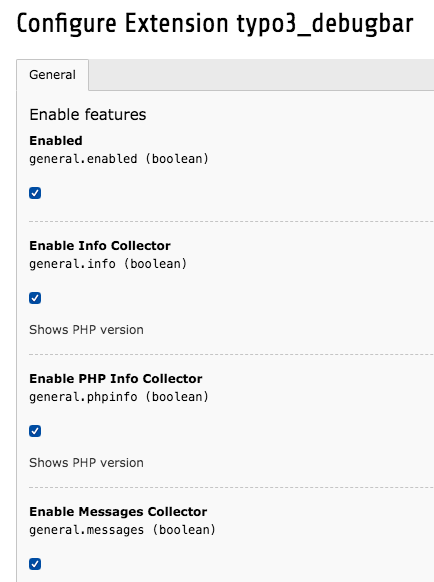 Configure Extension typo3_debugbar
General
Enable features
Enabled
general.enabled (boolean)
Enable Info Collector
general.info (boolean)
Shows PHP version
Enable PHP Info Collector
general.phpinfo (boolean)
Shows PHP version
Enable Messages Collector
general.messages (boolean)